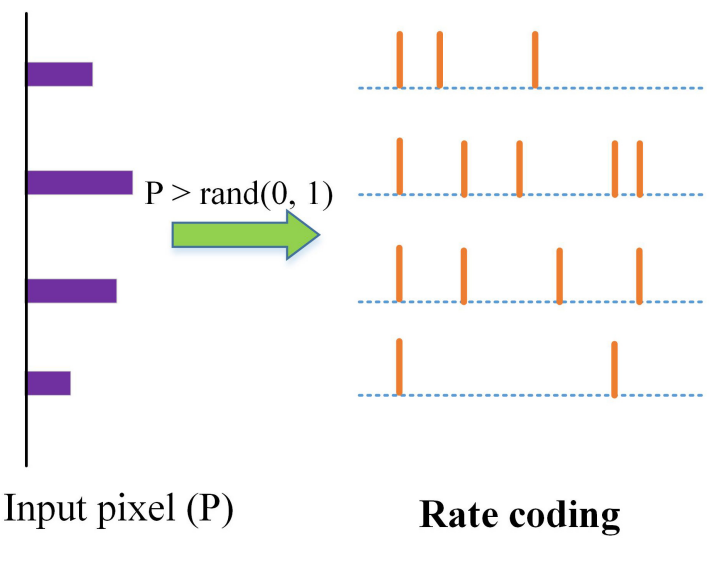 P > rand(0, 1)
Input pixel (P)
Rate coding